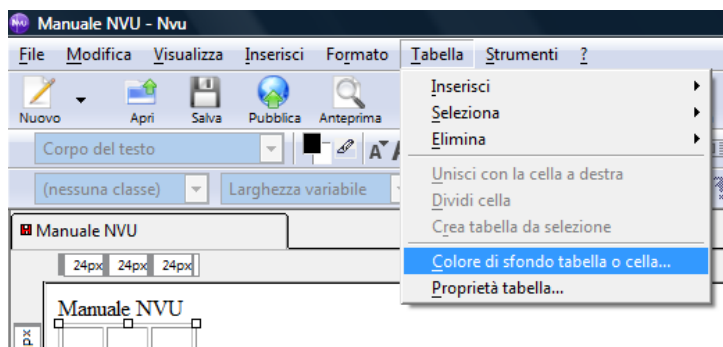 Manuale NVU - Nvu
File Modifica Visualizza Inserisci Formato Tabella Strumenti ?
Nuovo Apri Salva Pubblica Anteprima
Inserisci
Seleziona
Elimina
Corpo del testo
Unisci con la cella a destra
(nessuna classe) Larghezza variabile
Dividi cella
Crea tabella da selezione
Manuale NVU
Colore di sfondo tabella o cella...
24px 24px 24px
Proprietà tabella...
Manuale NVU
px